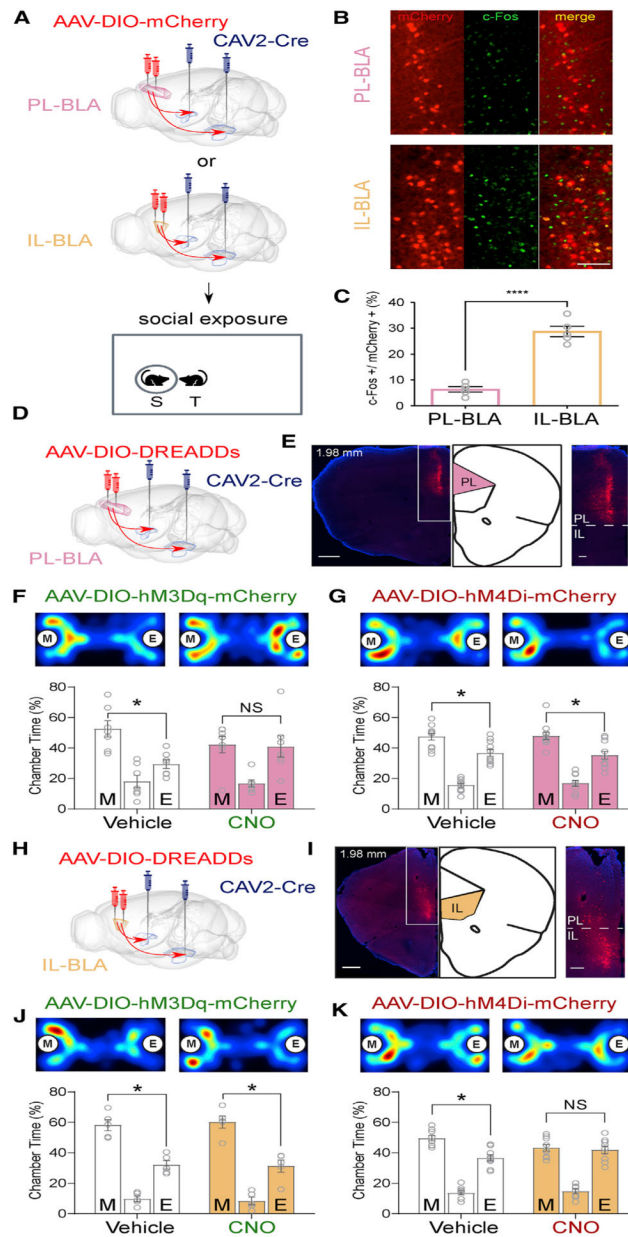 A
AAV-DIO-mCherry
CAV2-Cre
PL-BLA
or
IL-BLA
social exposure
S T
B
mCherry c-Fos merge
PL-BLA
IL-BLA
C
****
c-Fos +/ mCherry + (%)
40
30
20
10
0
PL-BLA IL-BLA
D
AAV-DIO-DREADDs
CAV2-Cre
PL-BLA
E
1.98 mm
PL
PL
IL
F
AAV-DIO-hM3Dq-mCherry
M E M E
Chamber Time (%)
80
60
40
20
0
* NS
M E M E
Vehicle CNO
G
AAV-DIO-hM4Di-mCherry
M E M E
Chamber Time (%)
80
60
40
20
0
* *
M E M E
Vehicle CNO
H
AAV-DIO-DREADDs
CAV2-Cre
IL-BLA
I
1.98 mm
IL
PL
IL
J
AAV-DIO-hM3Dq-mCherry
M E M E
Chamber Time (%)
80
60
40
20
0
* *
M E M E
Vehicle CNO
K
AAV-DIO-hM4Di-mCherry
M E M E
Chamber Time (%)
80
60
40
20
0
* NS
M E M E
Vehicle CNO